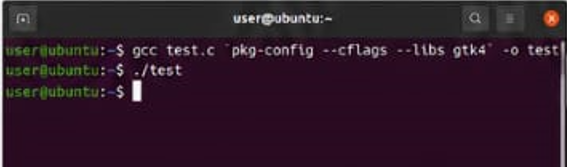 user@ubuntu:~
user@ubuntu:~$ gcc test.c `pkg-config --cflags --libs gtk4` -o test
user@ubuntu:~$ ./test
user@ubuntu:~$